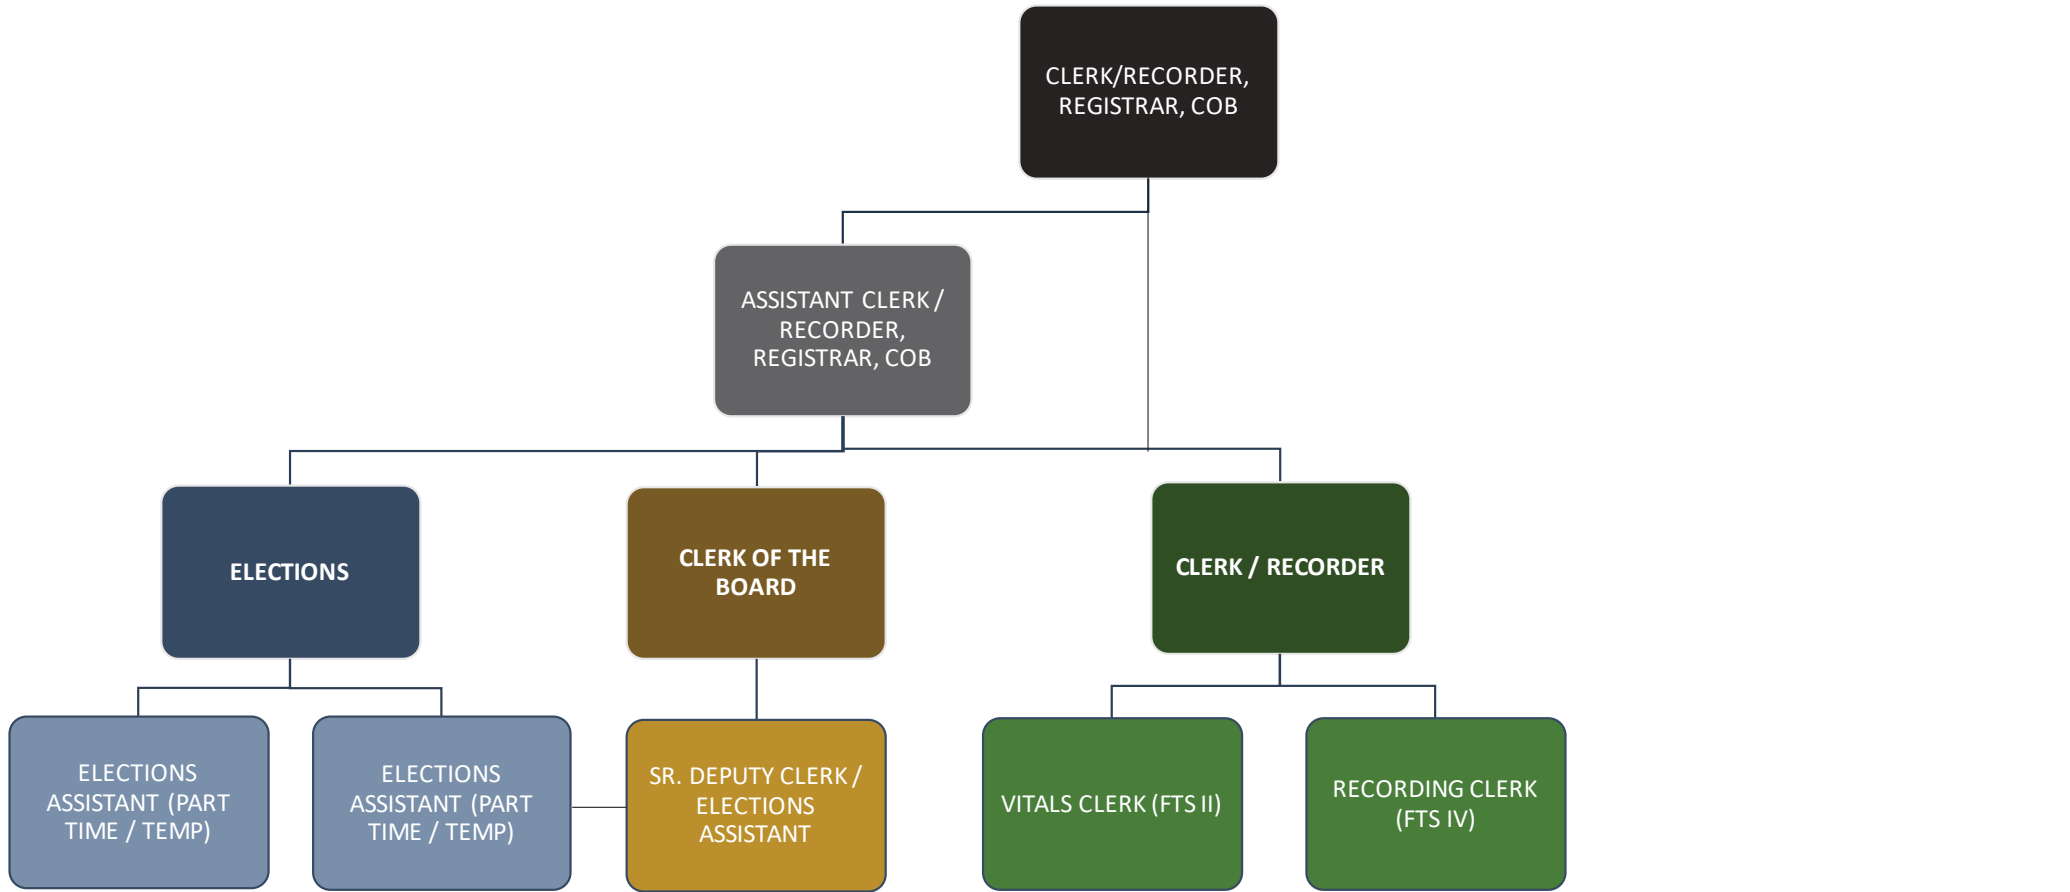 CLERK/RECORDER,
REGISTRAR, COB
ASSISTANT CLERK /
RECORDER,
REGISTRAR, COB
ELECTIONS
CLERK OF THE
BOARD
CLERK / RECORDER
ELECTIONS
ASSISTANT (PART
TIME / TEMP)
ELECTIONS
ASSISTANT (PART
TIME / TEMP)
SR. DEPUTY CLERK /
ELECTIONS
ASSISTANT
VITALS CLERK (FTS II)
RECORDING CLERK
(FTS IV)